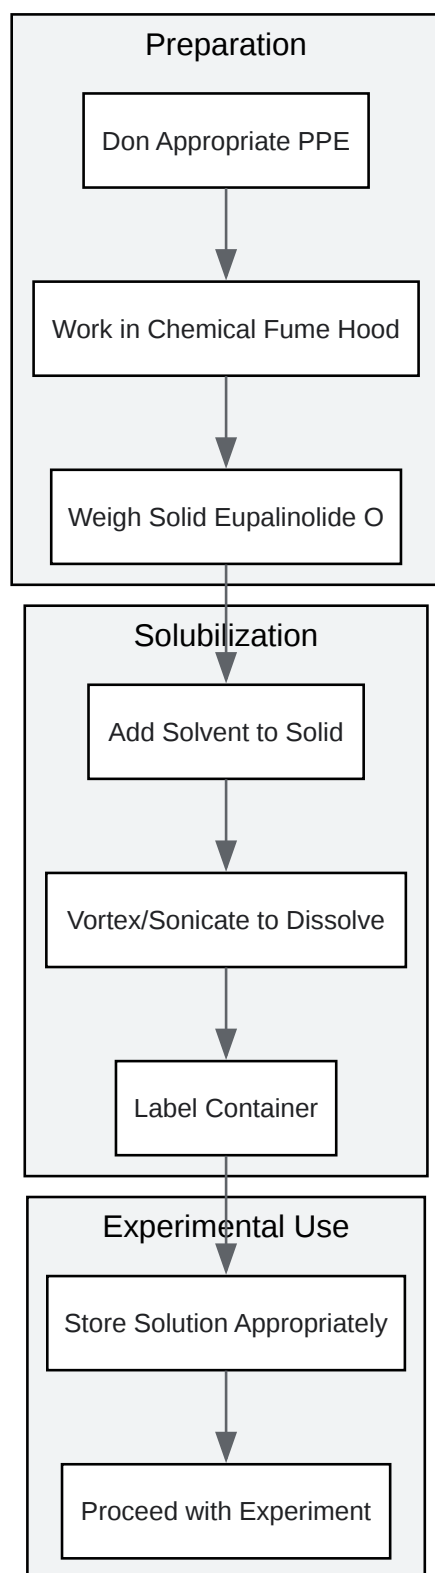 Preparation
Don Appropriate PPE
Work in Chemical Fume Hood
Weigh Solid Eupalinolide O
Solubilization
Add Solvent to Solid
Vortex/Sonicate to Dissolve
Label Container
Experimental Use
Store Solution Appropriately
Proceed with Experiment